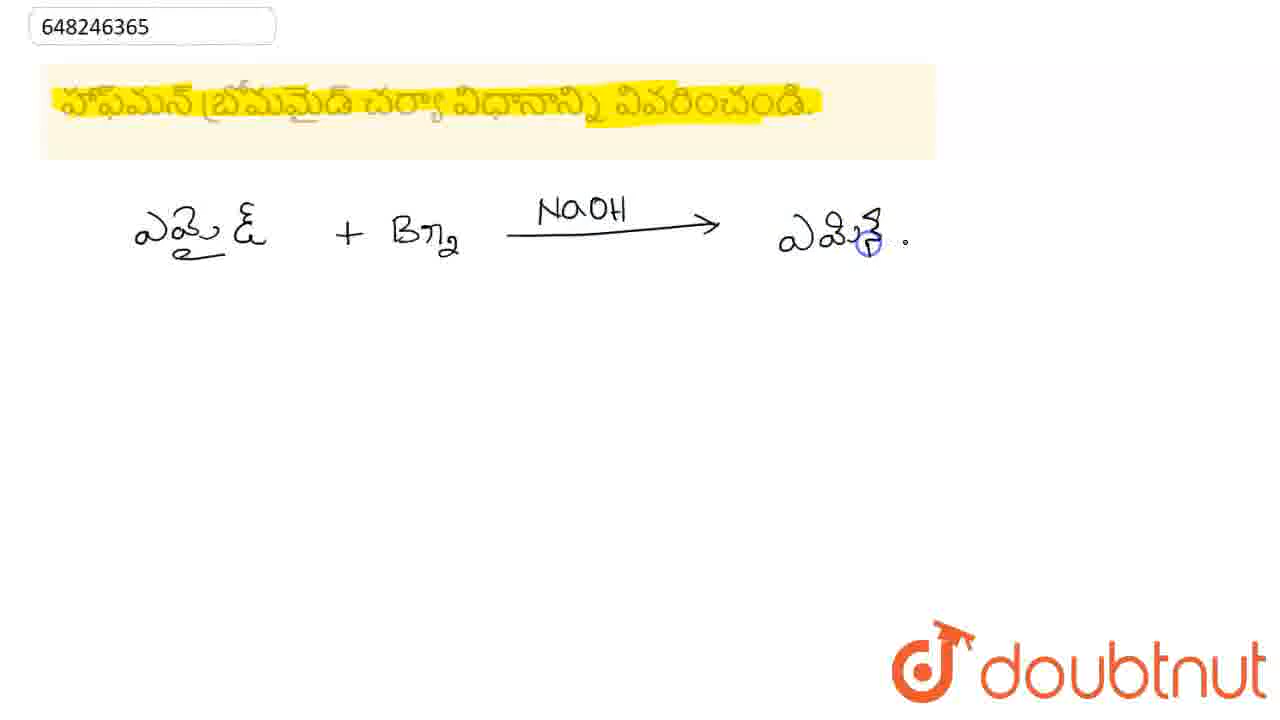 648246365
హాఫ్‌మన్ బ్రోమమైడ్ చర్యా విధానాన్ని వివరించండి.
ఎమైడ్ + Br2 NaOH → ఎమీన్ .
doubtnut